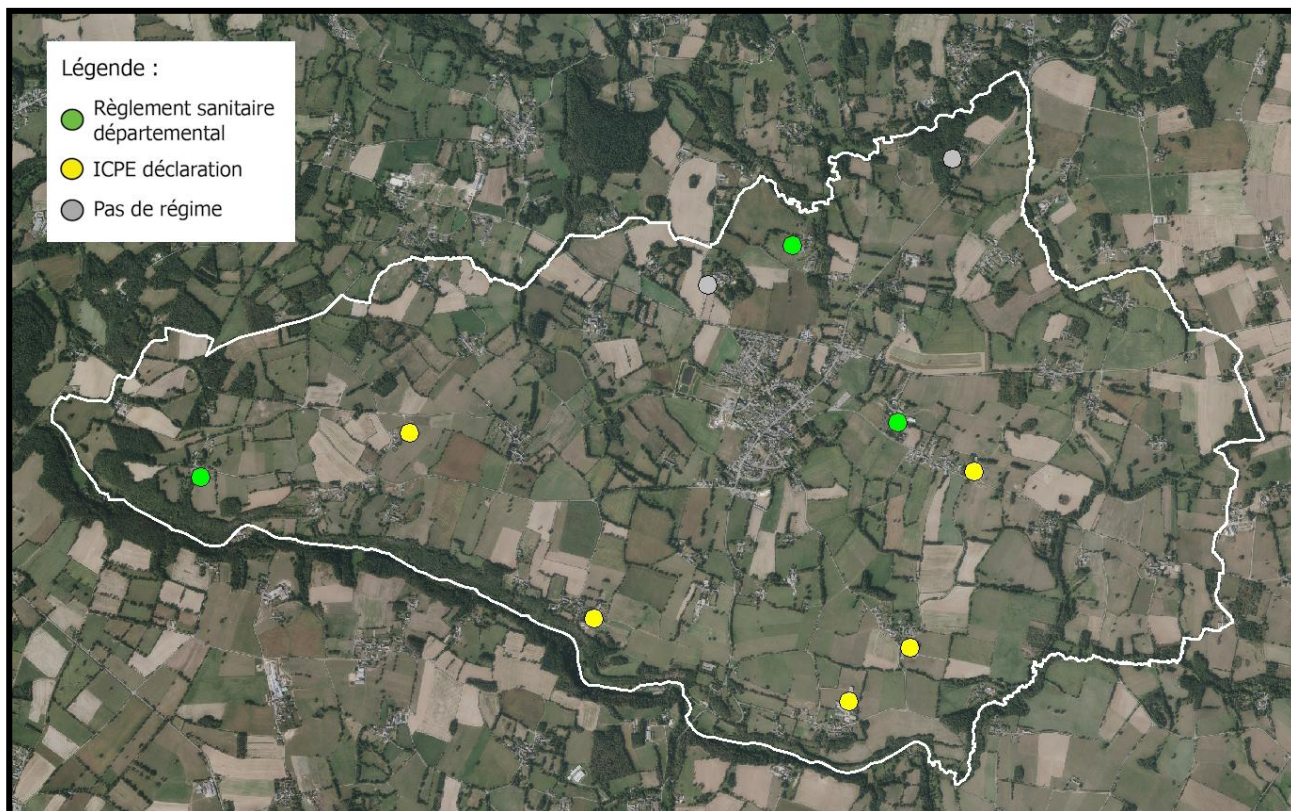 Légende :
Règlement sanitaire
départemental
ICPE déclaration
Pas de régime